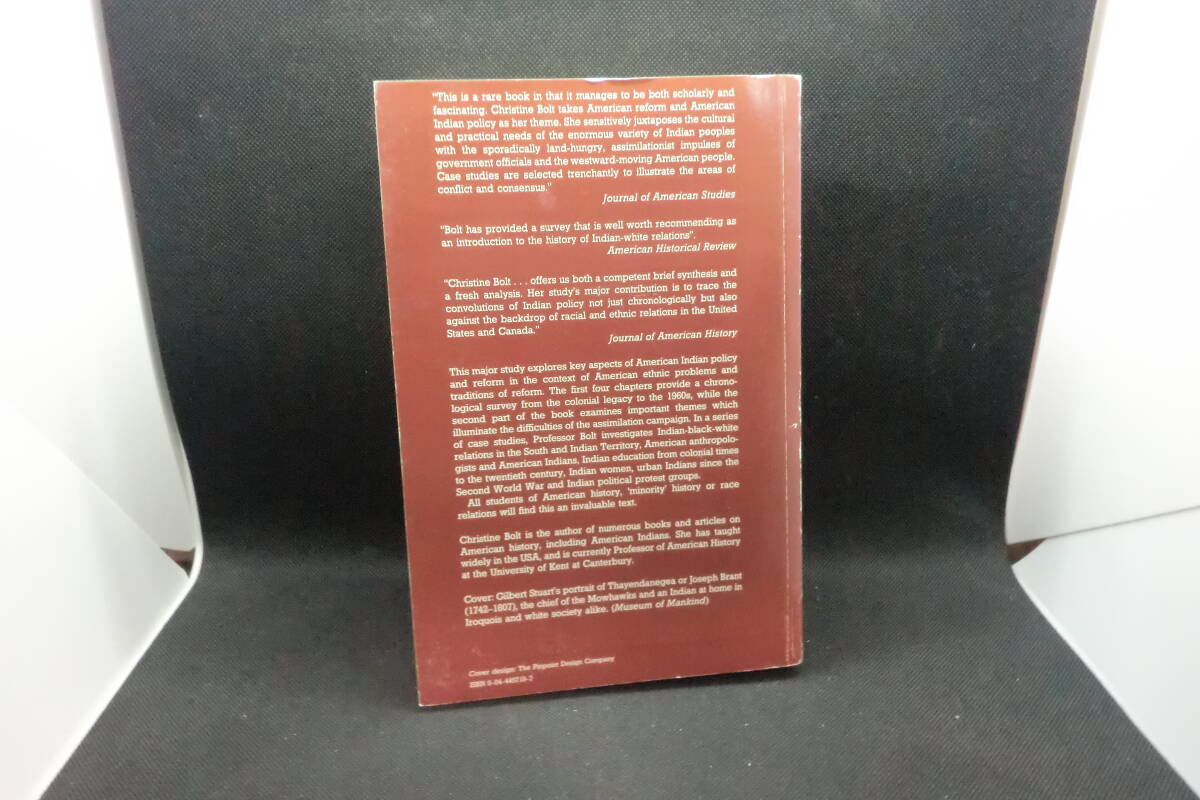 "This is a rare book in that it manages to be both scholarly and
fascinating. Christine Bolt takes American reform and American
Indian policy as her theme. She sensitively juxtaposes the cultural
and practical needs of the enormous variety of Indian peoples
with the sporadically land-hungry, assimilationist impulses of
government officials and the westward-moving American people.
Case studies are selected trenchantly to illustrate the areas of
conflict and consensus."
Journal of American Studies
"Bolt has provided a survey that is well worth recommending as
an introduction to the history of Indian-white relations".
American Historical Review
"Christine Bolt . . . offers us both a competent brief synthesis and
a fresh analysis. Her study's major contribution is to trace the
convolutions of Indian policy not just chronologically but also
against the backdrop of racial and ethnic relations in the United
States and Canada."
Journal of American History
This major study explores key aspects of American Indian policy
and reform in the context of American ethnic problems and
traditions of reform. The first four chapters provide a chrono-
logical survey from the colonial legacy to the 1960s, while the
second part of the book examines important themes which
illuminate the difficulties of the assimilation campaign. In a series
of case studies, Professor Bolt investigates Indian-black-white
relations in the South and Indian Territory, American anthropolo-
gists and American Indians, Indian education from colonial times
to the twentieth century, Indian women, urban Indians since the
Second World War and Indian political protest groups.
All students of American history, 'minority' history or race
relations will find this an invaluable text.
Christine Bolt is the author of numerous books and articles on
American history, including American Indians. She has taught
widely in the USA, and is currently Professor of American History
at the University of Kent at Canterbury.
Cover: Gilbert Stuart's portrait of Thayendanegea or Joseph Brant
(1742–1807), the chief of the Mowhawks and an Indian at home in
Iroquois and white society alike. (Museum of Mankind)
Cover design: The Design Company
ISBN